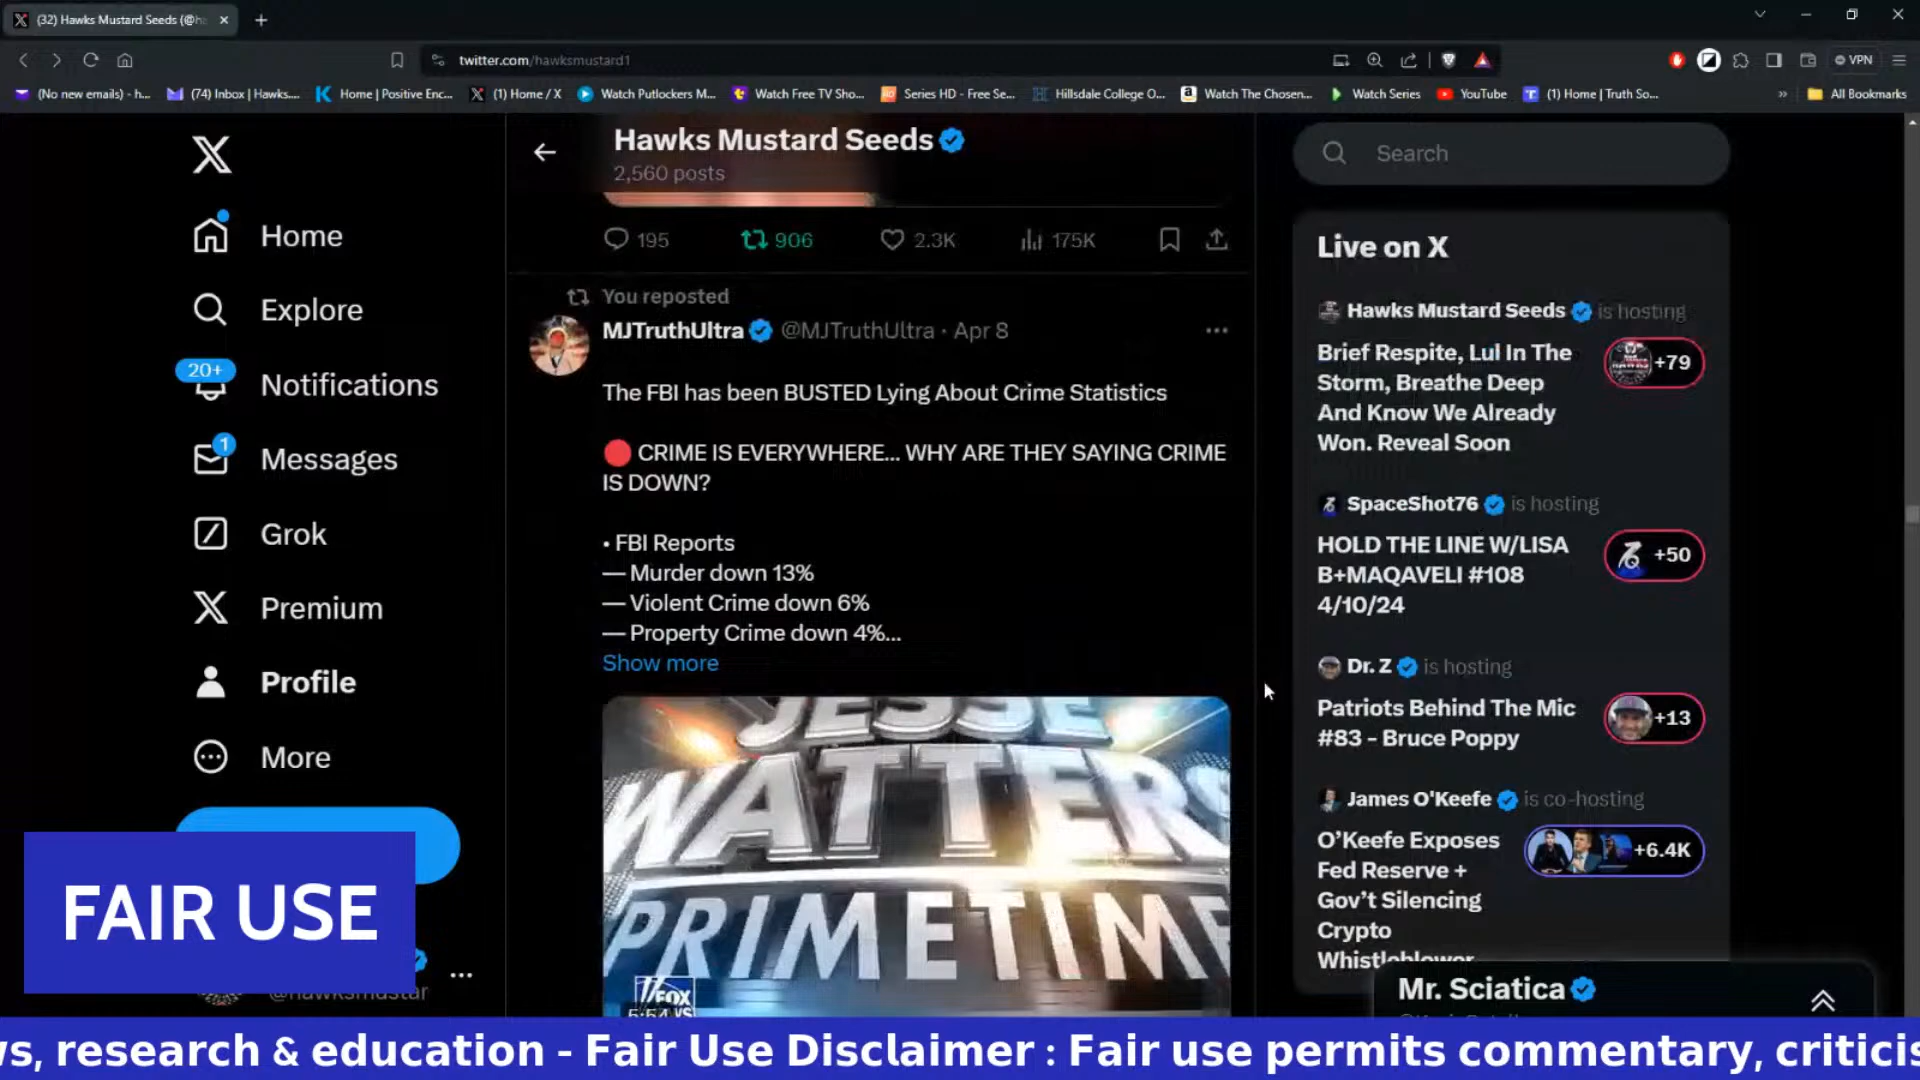 (32) Hawks Mustard Seeds (@h
twitter.com/hawksmustard1
VPN
(No new emails) - h...
(74) Inbox | Hawks....
Home | Positive Enc...
(1) Home / X
Watch Putlockers M...
Watch Free TV Sho...
Series HD - Free Se...
Hillsdale College O...
Watch The Chosen...
Watch Series
YouTube
(1) Home | Truth So...
All Bookmarks
Home
Explore
20+
Notifications
1
Messages
Grok
Premium
Profile
More
Hawks Mustard Seeds
2,560 posts
195
906
2.3K
175K
You reposted
MJTruthUltra @MJTruthUltra · Apr 8
The FBI has been BUSTED Lying About Crime Statistics
🔴 CRIME IS EVERYWHERE... WHY ARE THEY SAYING CRIME
IS DOWN?
• FBI Reports
— Murder down 13%
— Violent Crime down 6%
— Property Crime down 4%...
Show more
JESSE
WATTERS
PRIMETIME
FOX
5:54
Search
Live on X
Hawks Mustard Seeds is hosting
Brief Respite, Lul In The
Storm, Breathe Deep
And Know We Already
Won. Reveal Soon
+79
SpaceShot76 is hosting
HOLD THE LINE W/LISA
B+MAQAVELI #108
4/10/24
+50
Dr. Z is hosting
Patriots Behind The Mic
#83 - Bruce Poppy
+13
James O'Keefe is co-hosting
O’Keefe Exposes
Fed Reserve +
Gov’t Silencing
Crypto
Whistleblower
+6.4K
Mr. Sciatica
FAIR USE
@hawksmustar
ws, research & education - Fair Use Disclaimer : Fair use permits commentary, criticis